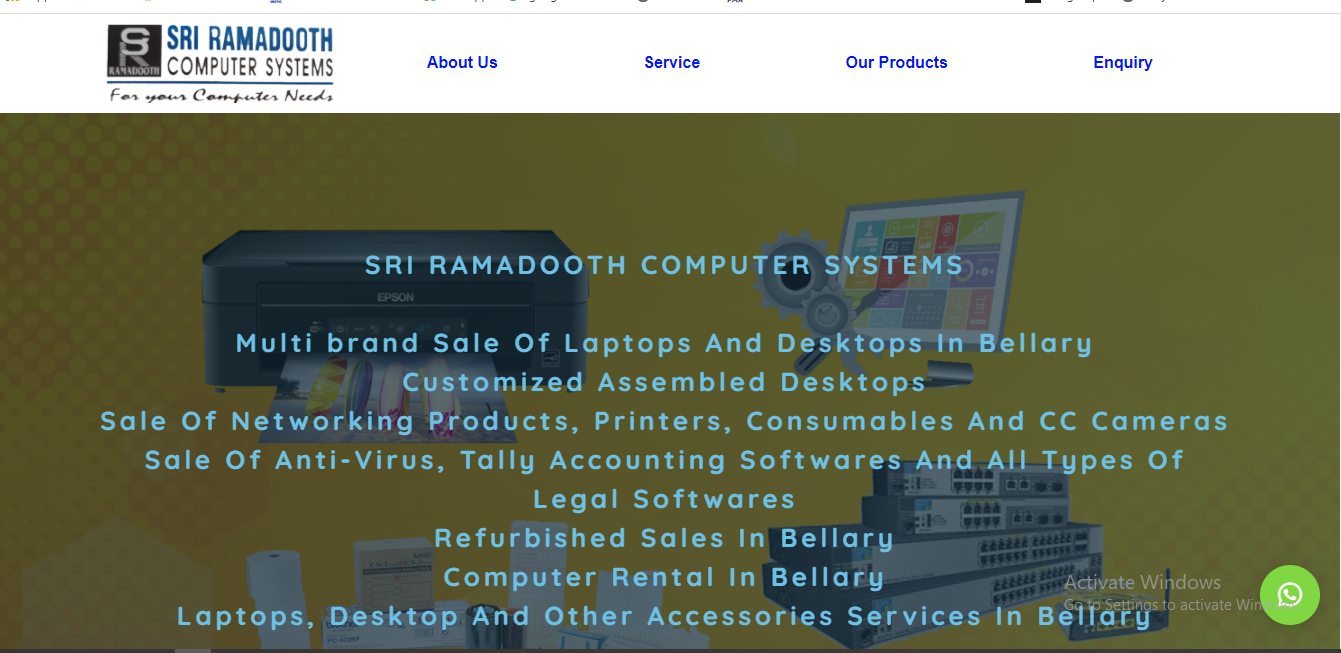 SR
RAMADOOTH
SRI RAMADOOTH
COMPUTER SYSTEMS
For your Computer Needs
About Us
Service
Our Products
Enquiry
SRI RAMADOOTH COMPUTER SYSTEMS
EPSON
Multi brand Sale Of Laptops And Desktops In Bellary
Customized Assembled Desktops
Sale Of Networking Products, Printers, Consumables And CC Cameras
Sale Of Anti-Virus, Tally Accounting Softwares And All Types Of
Legal Softwares
Refurbished Sales In Bellary
Computer Rental In Bellary
Laptops, Desktop And Other Accessories Services In Bellary
Activate Windows
Go to Settings to activate